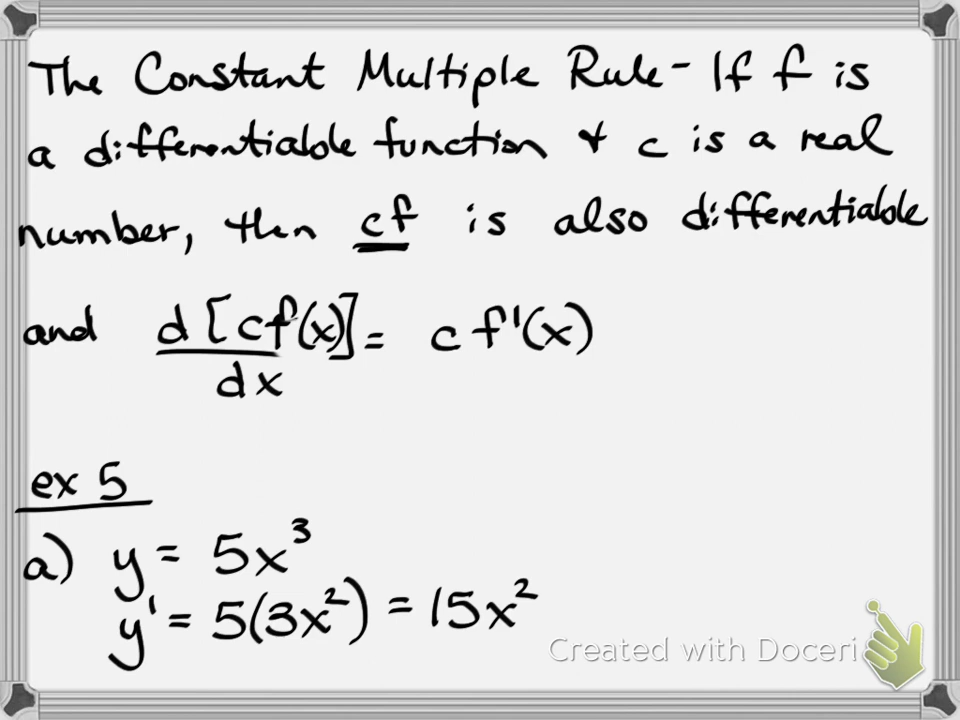 The Constant Multiple Rule - If f is
a differentiable function & c is a real
number, then cf is also differentiable
and d[cf(x)]/dx = c f'(x)
ex 5
a) y = 5x³
y' = 5(3x²) = 15x²
Created with Doceri